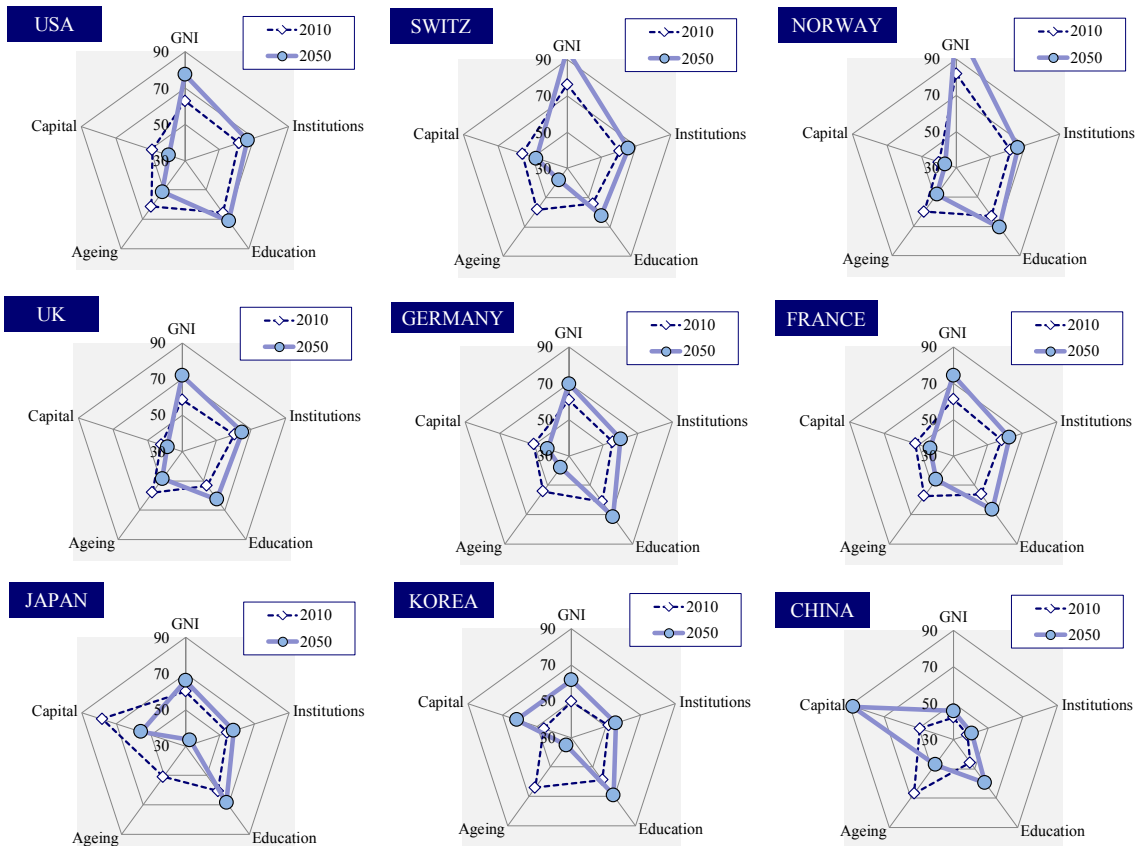 USA
GNI
2010
2050
90
70
50
30
Capital
Institutions
Ageing
Education
SWITZ
GNI
2010
2050
90
70
50
30
Capital
Institutions
Ageing
Education
NORWAY
GNI
2010
2050
90
70
50
30
Capital
Institutions
Ageing
Education
UK
GNI
2010
2050
90
70
50
30
Capital
Institutions
Ageing
Education
GERMANY
GNI
2010
2050
90
70
50
30
Capital
Institutions
Ageing
Education
FRANCE
GNI
2010
2050
90
70
50
30
Capital
Institutions
Ageing
Education
JAPAN
GNI
2010
2050
90
70
50
30
Capital
Institutions
Ageing
Education
KOREA
GNI
2010
2050
90
70
50
30
Capital
Institutions
Ageing
Education
CHINA
GNI
2010
2050
90
70
50
30
Capital
Institutions
Ageing
Education